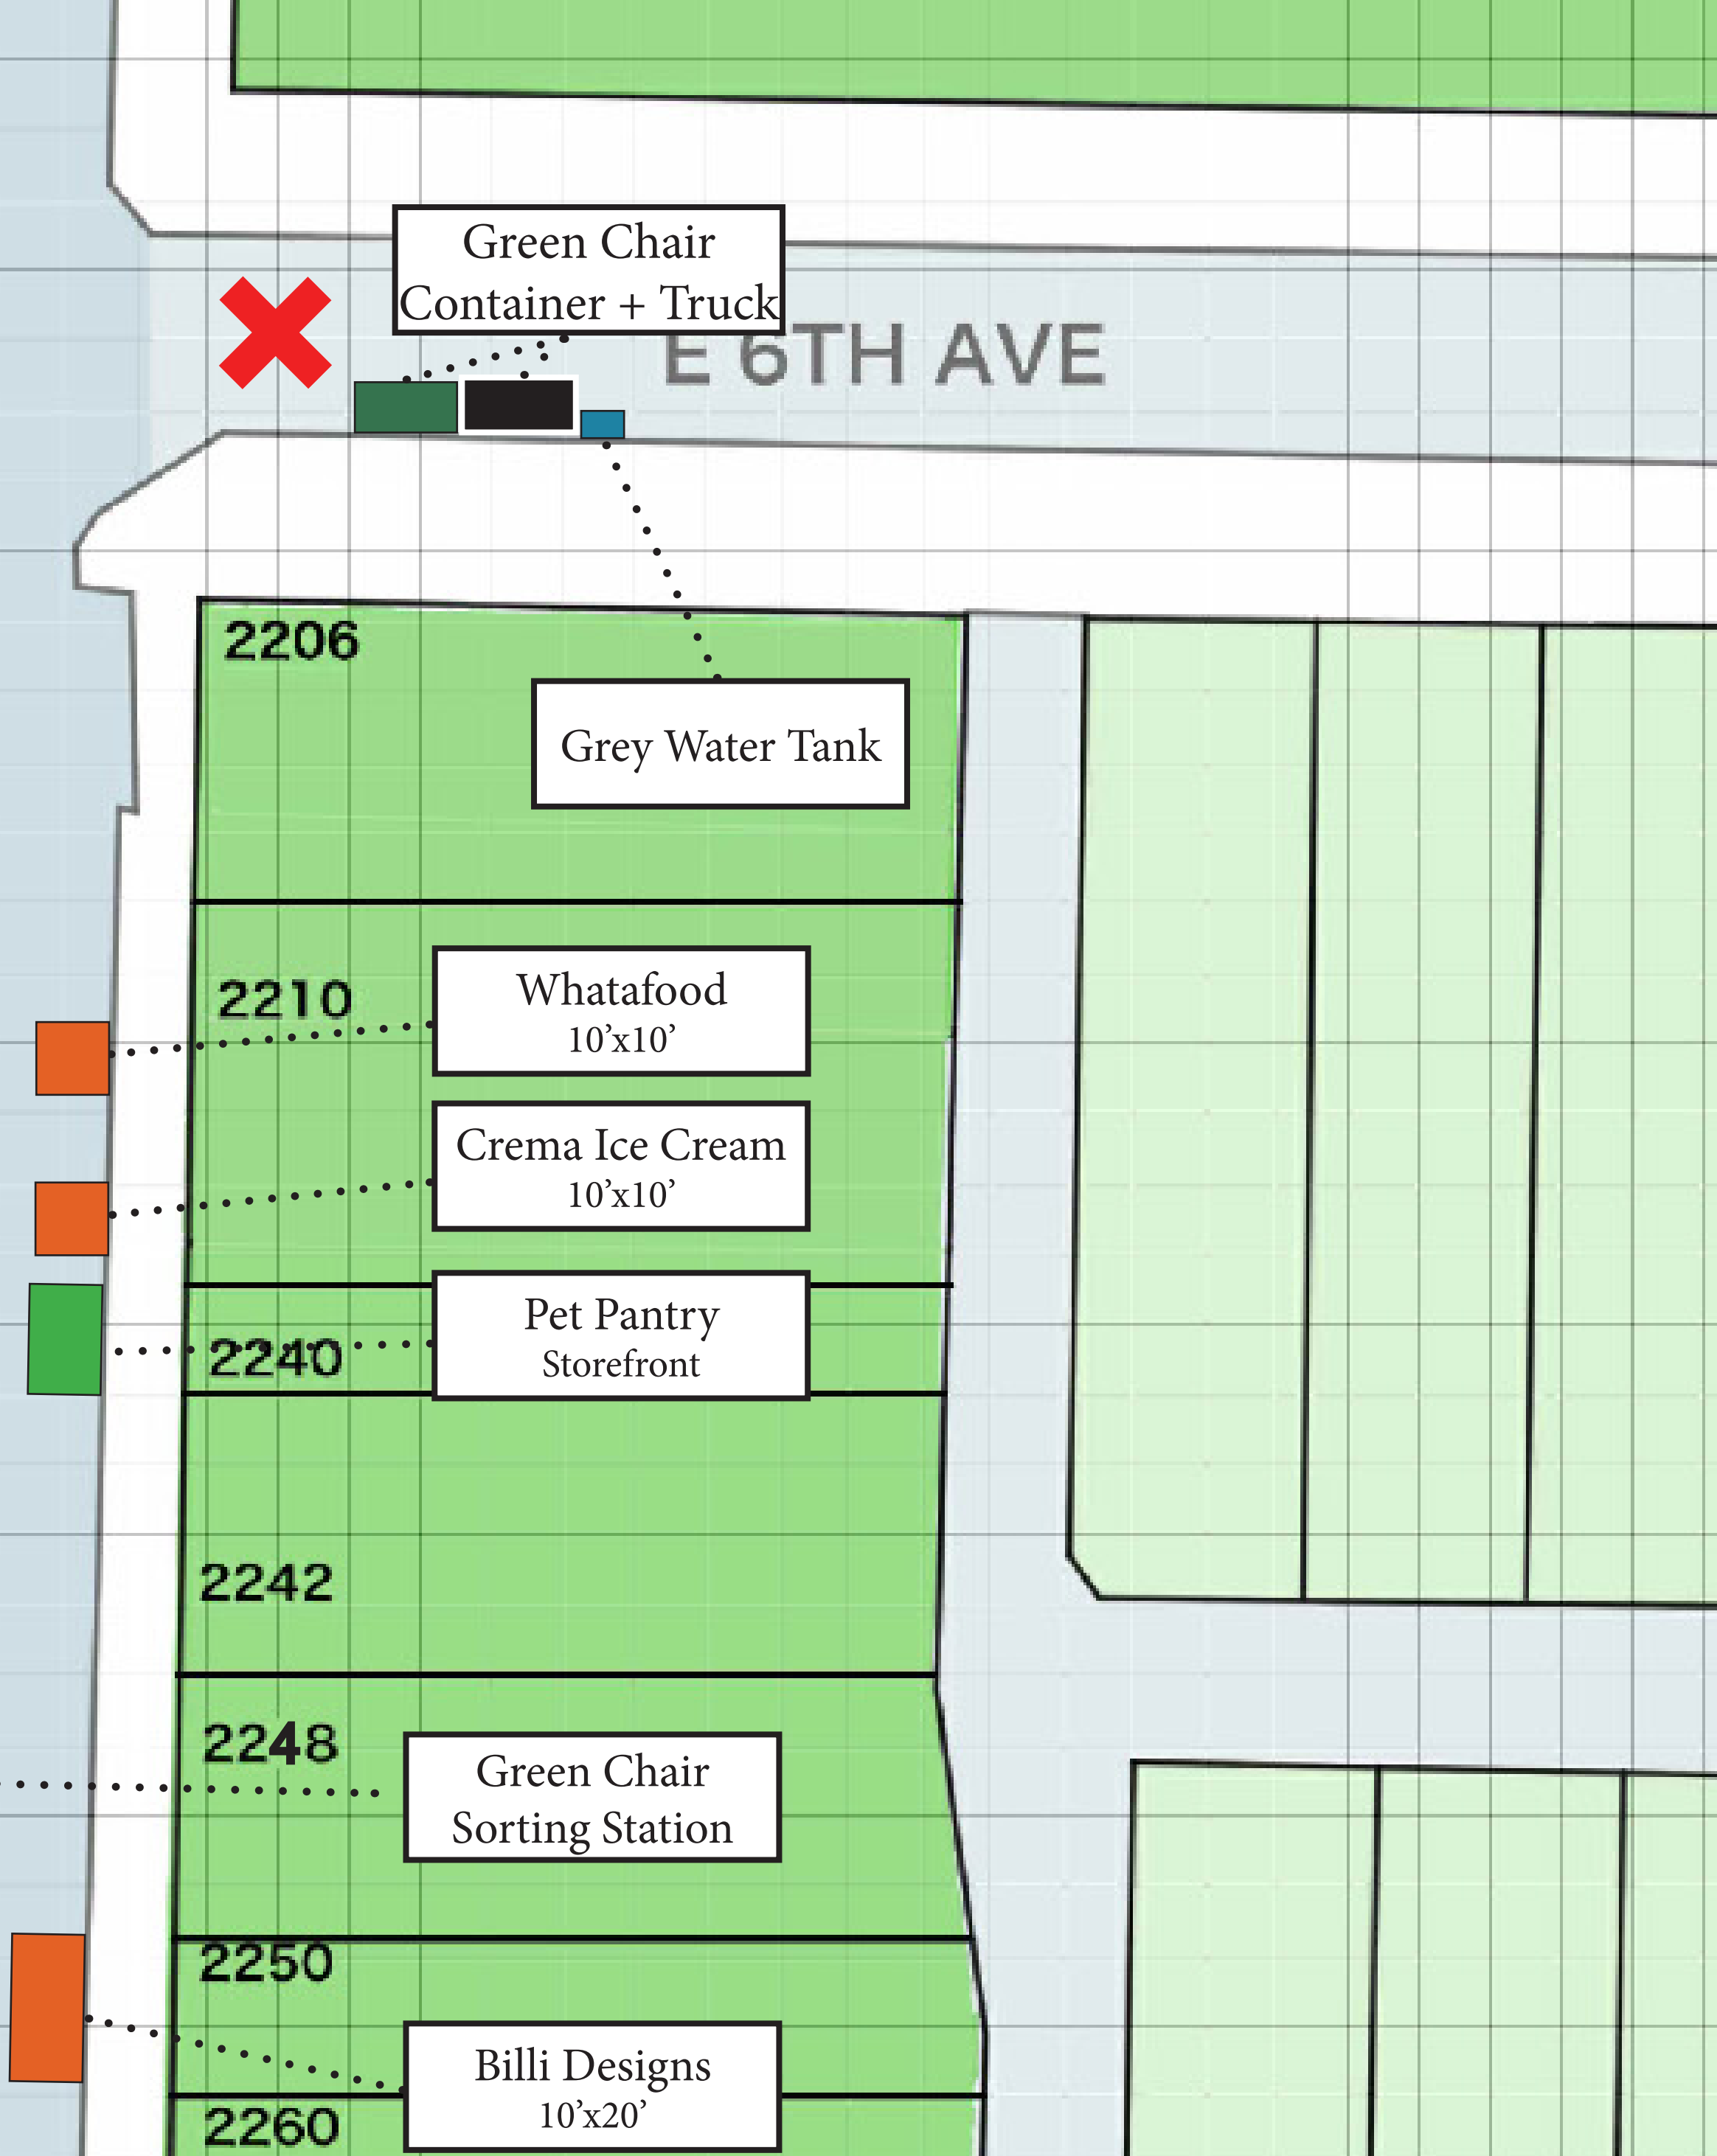 Green Chair
Container + Truck
E 6TH AVE
2206
Grey Water Tank
2210
Whatafood
10’x10’
Crema Ice Cream
10’x10’
Pet Pantry
Storefront
2240
2242
2248
Green Chair
Sorting Station
2250
Billi Designs
10’x20’
2260